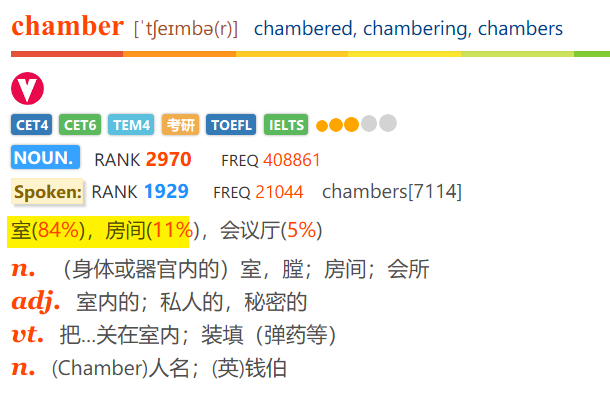 chamber [ˈtʃeɪmbə(r)] chambered, chambering, chambers
V
CET4 CET6 TEM4 考研 TOEFL IELTS
NOUN. RANK 2970 FREQ 408861
Spoken: RANK 1929 FREQ 21044 chambers[7114]
室(84%)，房间(11%)，会议厅(5%)
n. （身体或器官内的）室，膛；房间；会所
adj. 室内的；私人的，秘密的
vt. 把...关在室内；装填（弹药等）
n. (Chamber)人名；(英)钱伯